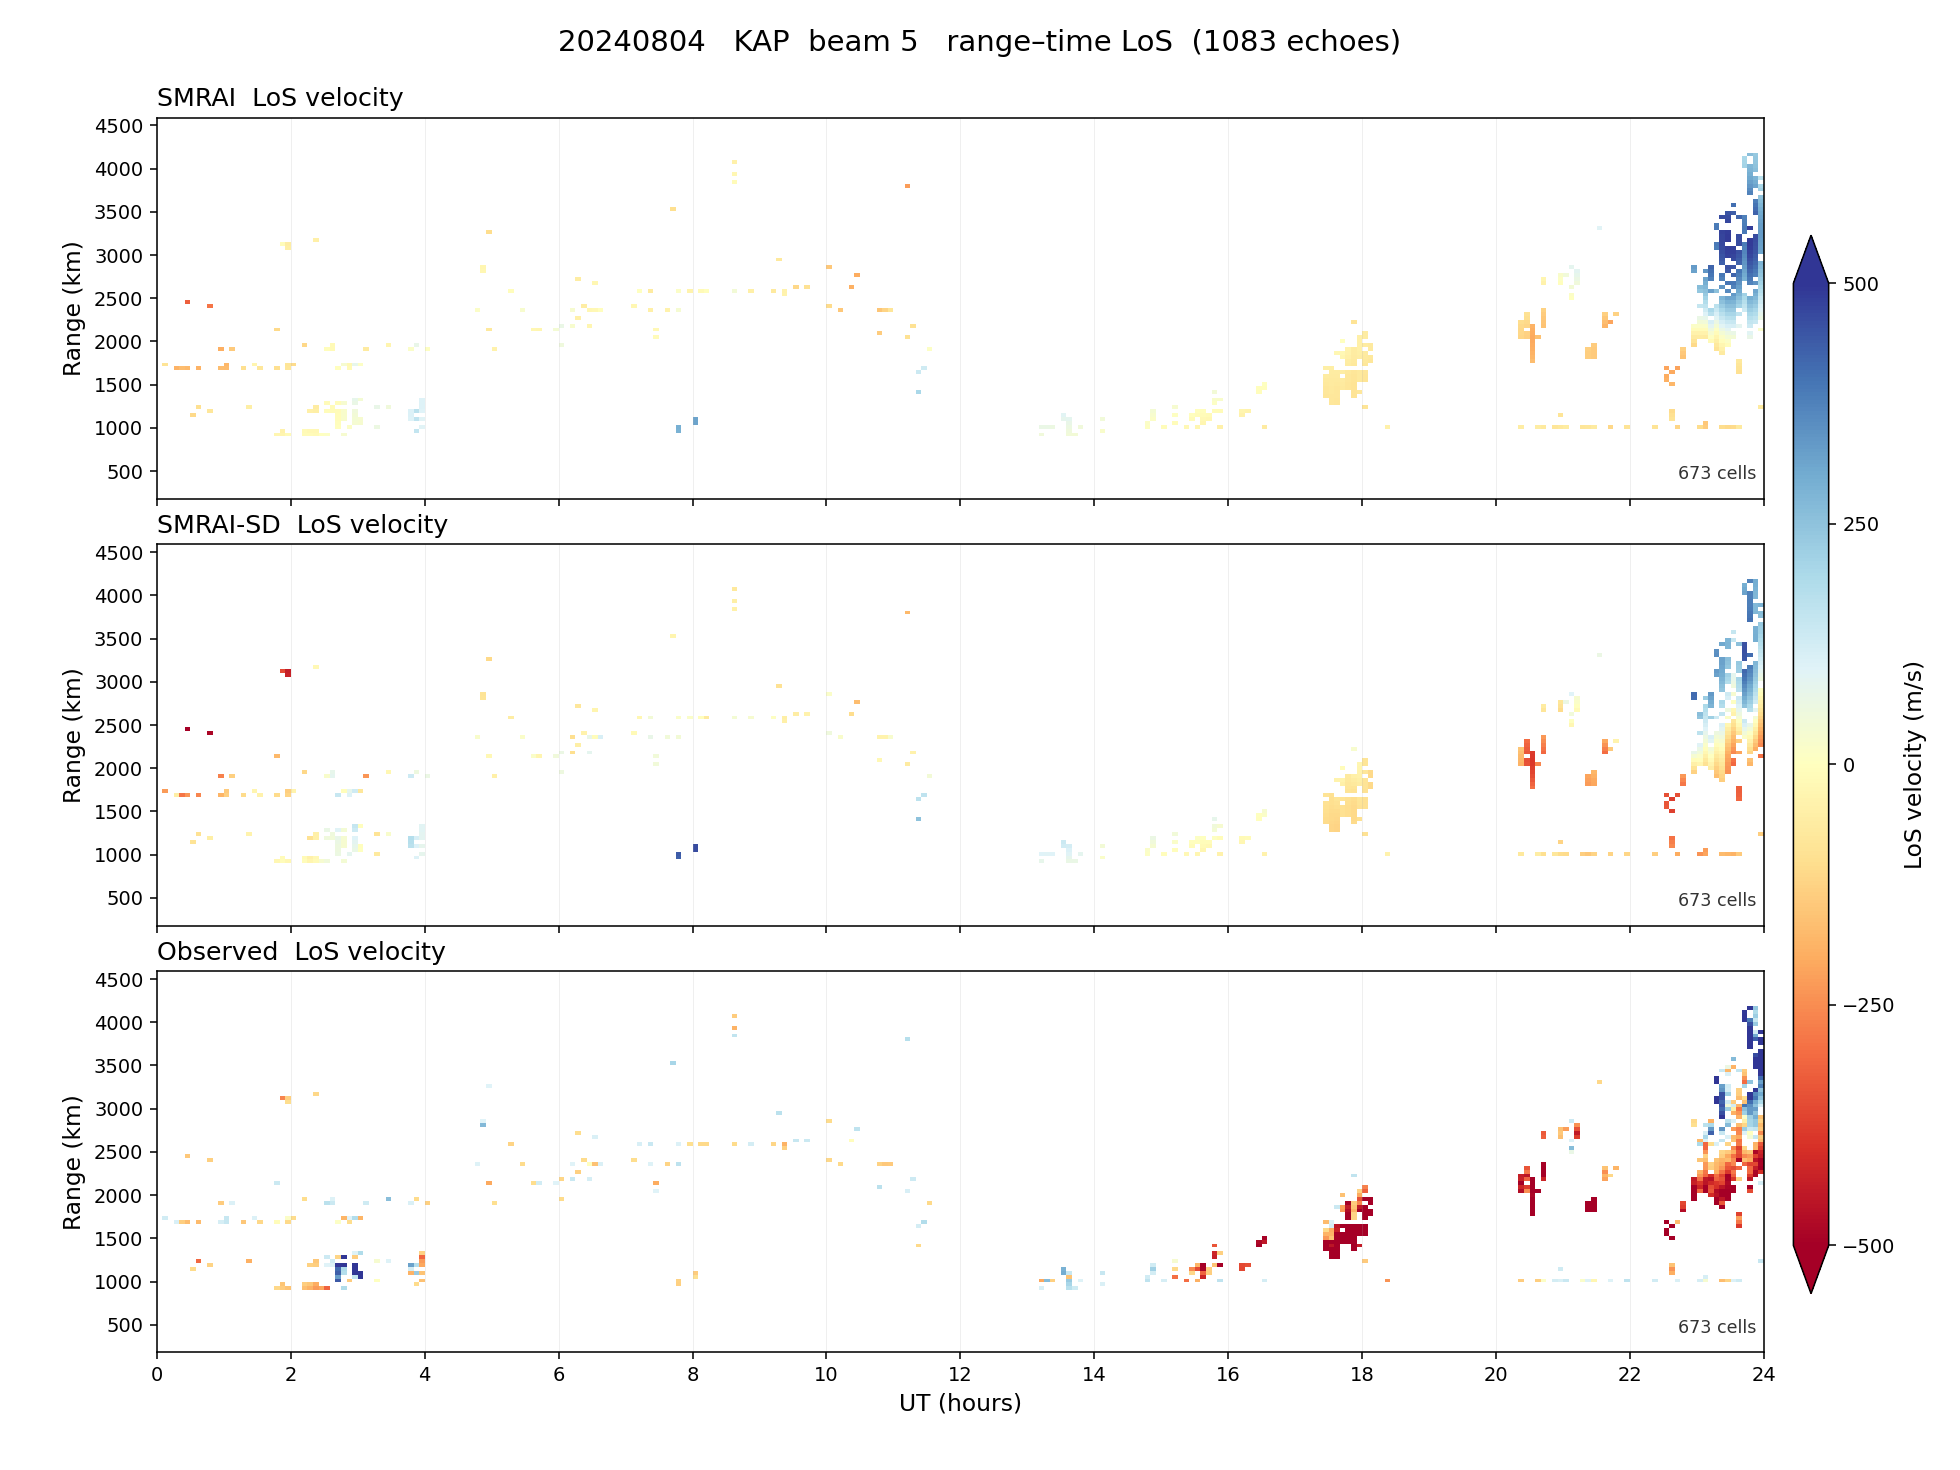 20240804 KAP beam 5 range–time LoS (1083 echoes)
SMRAI LoS velocity
4500
4000
3500
3000
2500
2000
1500
1000
500
Range (km)
673 cells
SMRAI-SD LoS velocity
4500
4000
3500
3000
2500
2000
1500
1000
500
Range (km)
673 cells
Observed LoS velocity
4500
4000
3500
3000
2500
2000
1500
1000
500
Range (km)
673 cells
0 2 4 6 8 10 12 14 16 18 20 22 24
UT (hours)
500
250
0
−250
−500
LoS velocity (m/s)